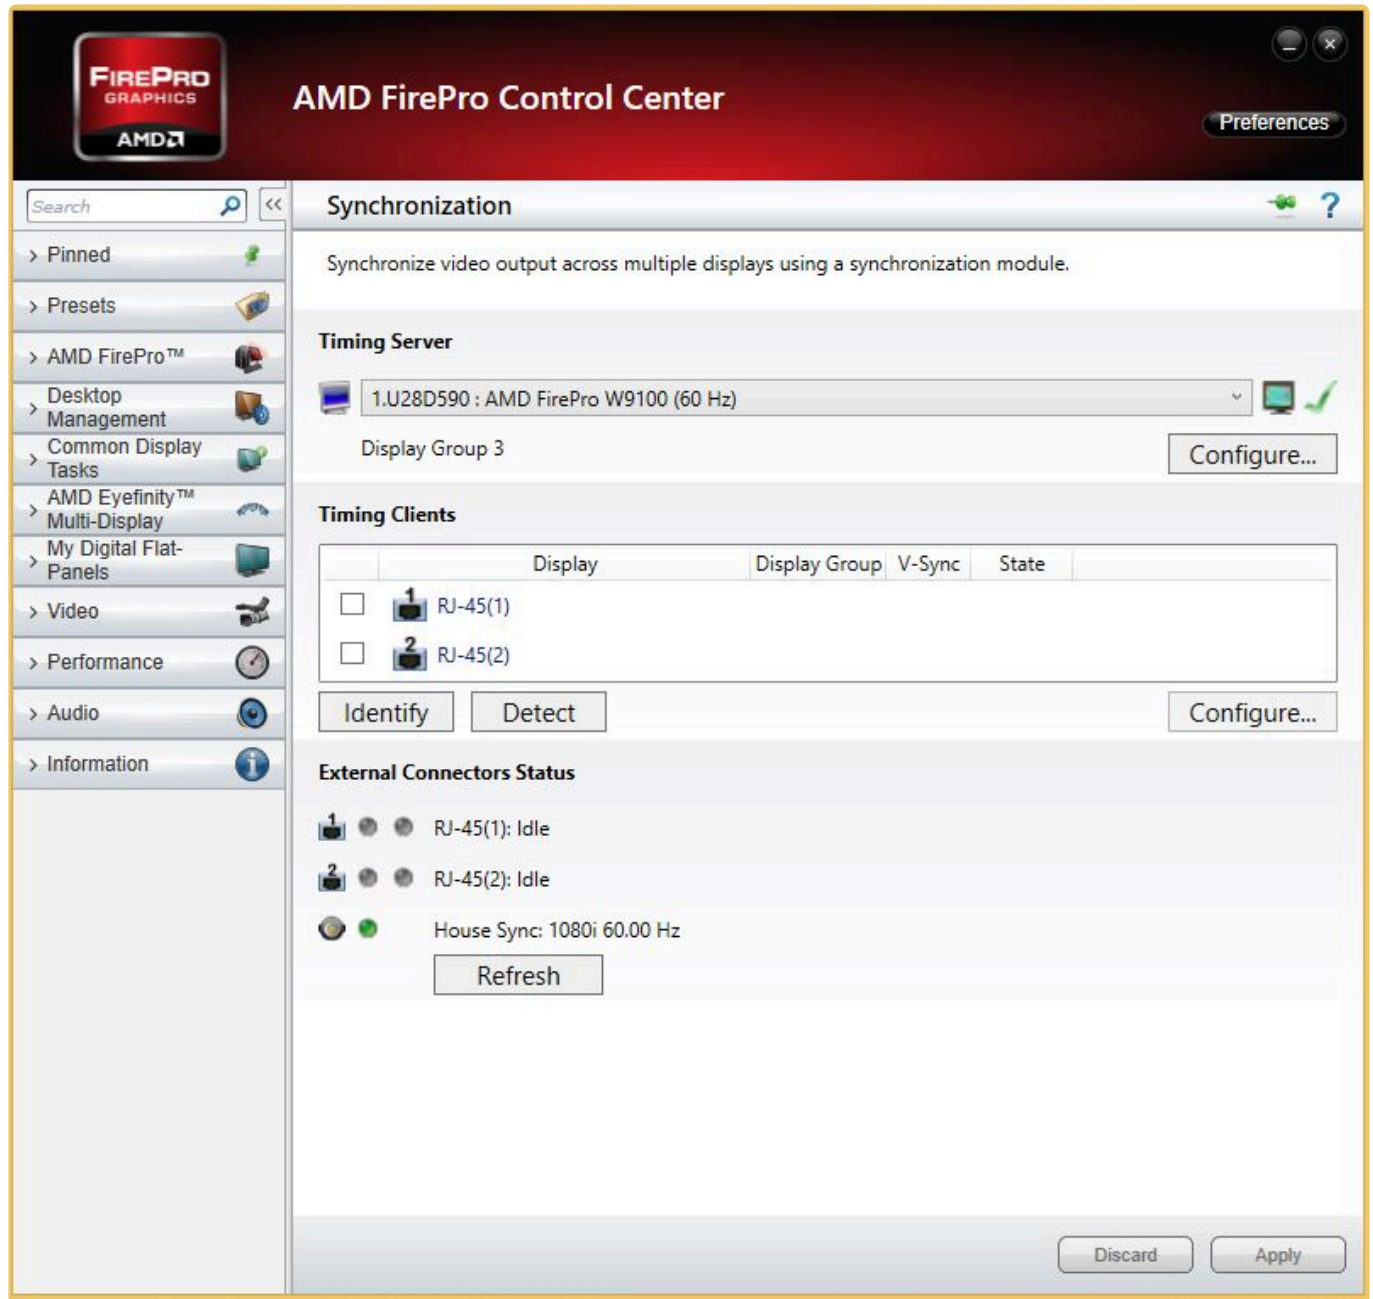 FIREPRO
GRAPHICS
AMD
AMD FirePro Control Center
Preferences
Search
<<
Synchronization
?
> Pinned
Synchronize video output across multiple displays using a synchronization module.
> Presets
Timing Server
> AMD FirePro™
1.U28D590 : AMD FirePro W9100 (60 Hz)
> Desktop
Management
Display Group 3
Configure...
> Common Display
Tasks
> AMD Eyefinity™
Multi-Display
Timing Clients
> My Digital Flat-
Panels
Display Display Group V-Sync State
> Video
1 RJ-45(1)
> Performance
2 RJ-45(2)
> Audio
Identify Detect Configure...
> Information
External Connectors Status
1 RJ-45(1): Idle
2 RJ-45(2): Idle
House Sync: 1080i 60.00 Hz
Refresh
Discard Apply